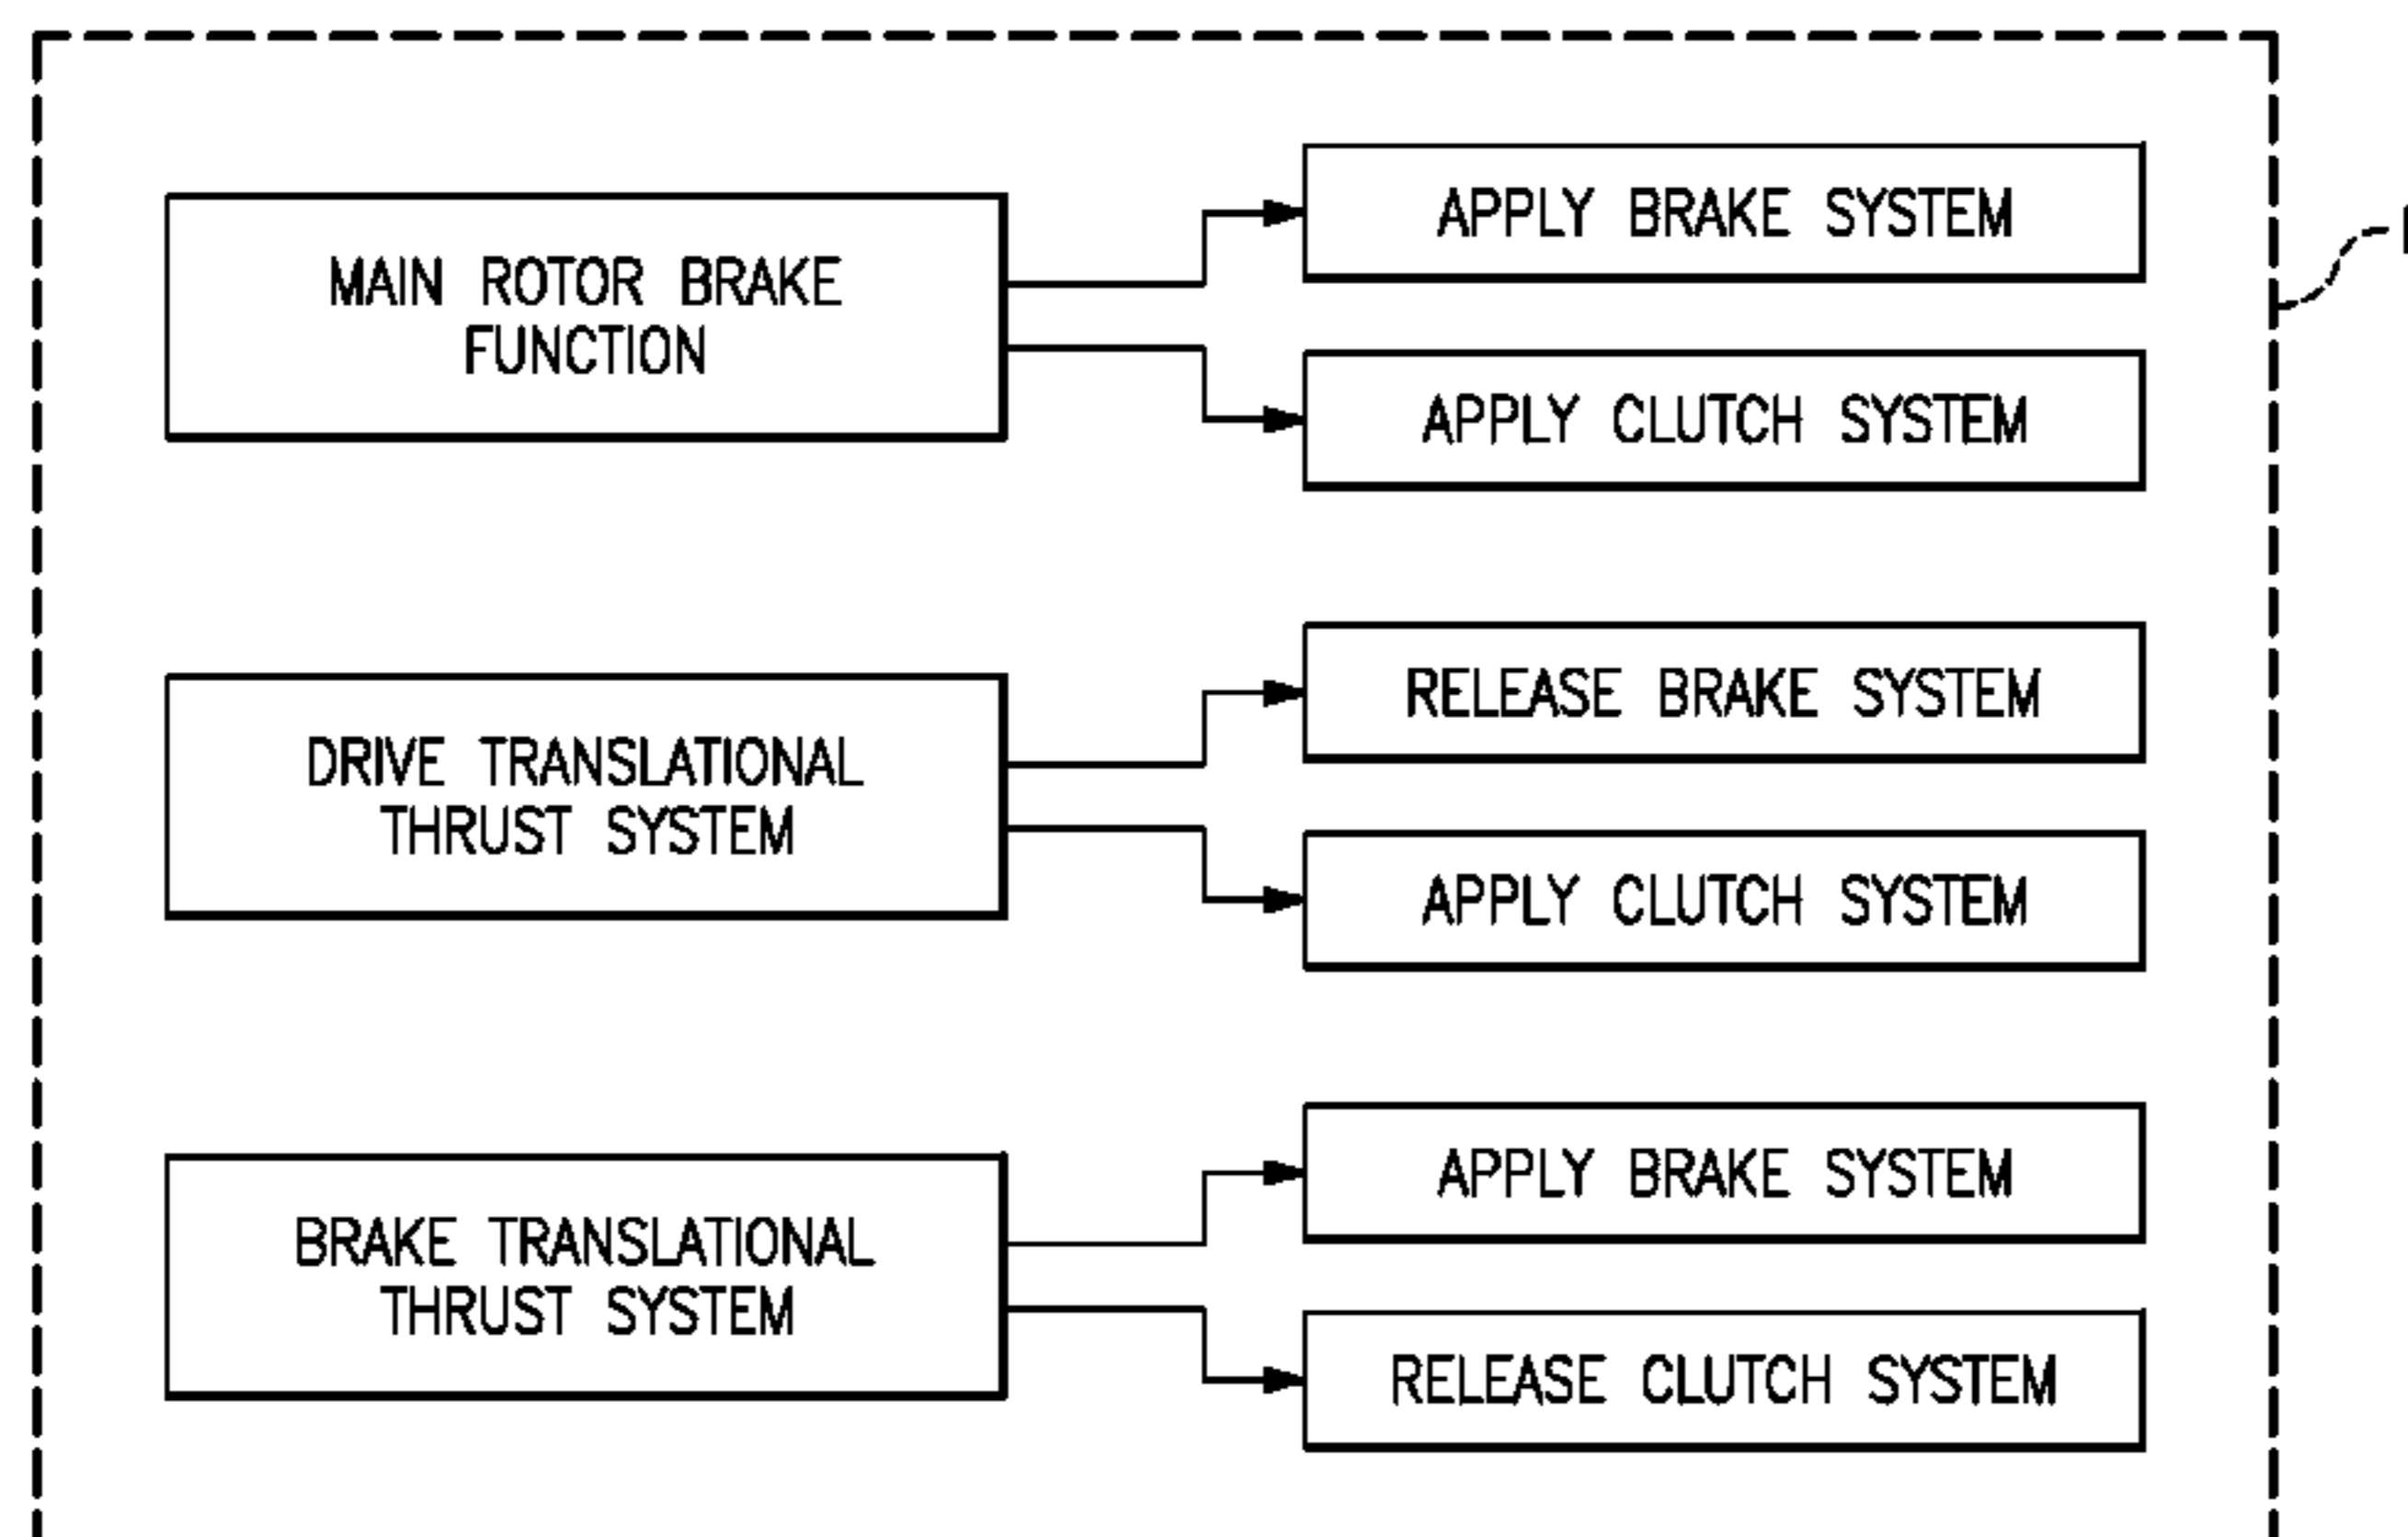 MAIN ROTOR BRAKE
FUNCTION
APPLY BRAKE SYSTEM
APPLY CLUTCH SYSTEM
DRIVE TRANSLATIONAL
THRUST SYSTEM
RELEASE BRAKE SYSTEM
APPLY CLUTCH SYSTEM
BRAKE TRANSLATIONAL
THRUST SYSTEM
APPLY BRAKE SYSTEM
RELEASE CLUTCH SYSTEM